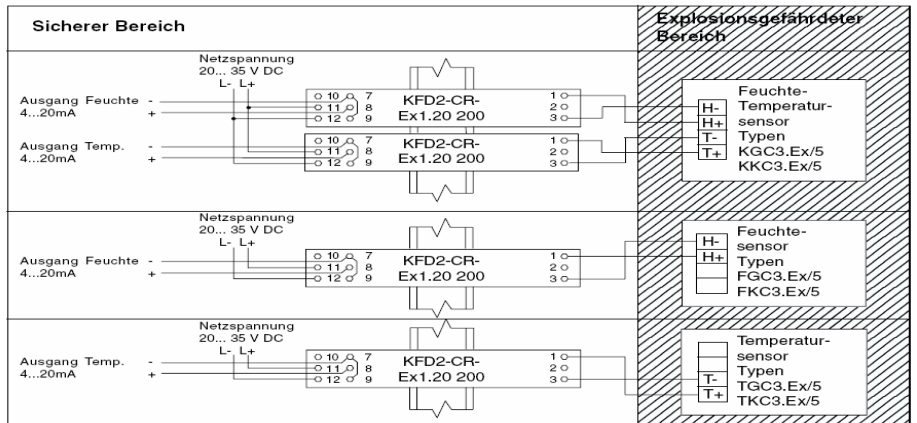 Sicherer Bereich
Explosionsgefährdeter
Bereich
Netzspannung
20... 35 V DC
L- L+
Ausgang Feuchte -
4...20mA +
10 7
11 8
12 9
KFD2-CR-
Ex1.20 200
1
2
3
Ausgang Temp. -
4...20mA +
10 7
11 8
12 9
KFD2-CR-
Ex1.20 200
1
2
3
H-
H+
T-
T+
Feuchte-
Temperatur-
sensor
Typen
KGC3.Ex/5
KKC3.Ex/5
Netzspannung
20... 35 V DC
L- L+
Ausgang Feuchte -
4...20mA +
10 7
11 8
12 9
KFD2-CR-
Ex1.20 200
1
2
3
H-
H+
Feuchte-
sensor
Typen
FGC3.Ex/5
FKC3.Ex/5
Netzspannung
20... 35 V DC
L- L+
Ausgang Temp. -
4...20mA +
10 7
11 8
12 9
KFD2-CR-
Ex1.20 200
1
2
3
T-
T+
Temperatur-
sensor
Typen
TGC3.Ex/5
TKC3.Ex/5